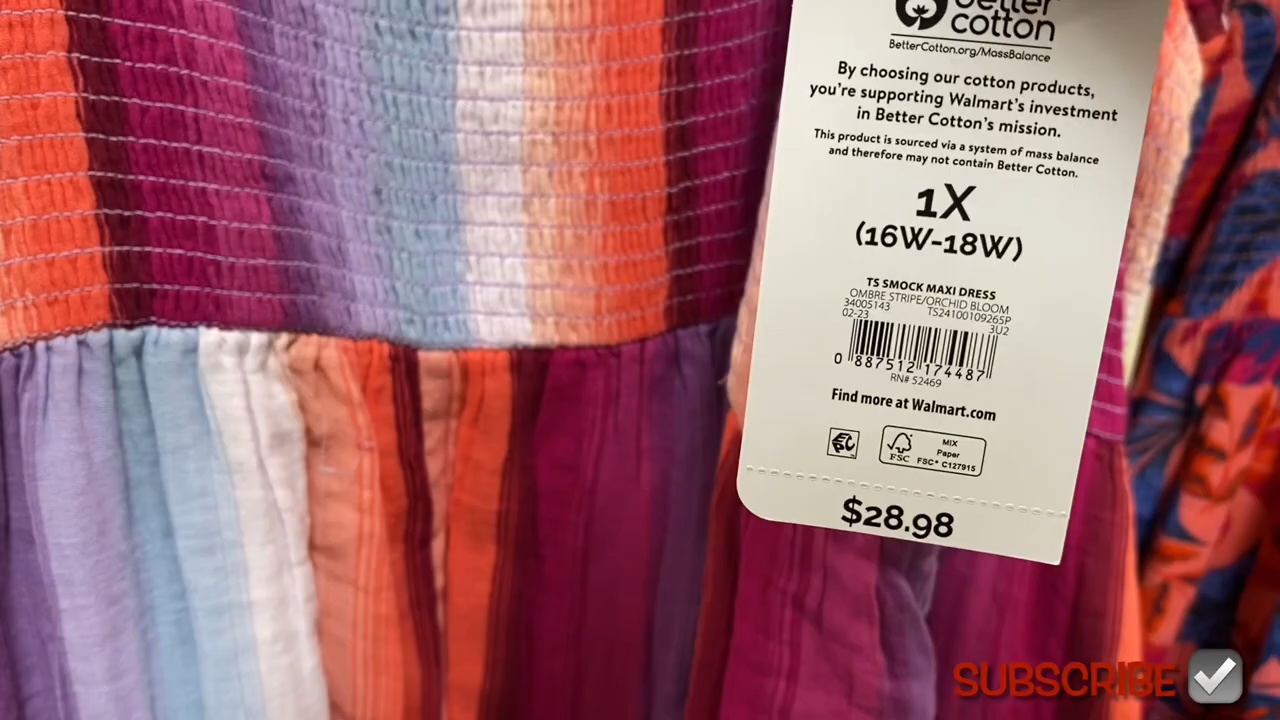 better
cotton
BetterCotton.org/MassBalance
By choosing our cotton products,
you're supporting Walmart's investment
in Better Cotton's mission.
This product is sourced via a system of mass balance
and therefore may not contain Better Cotton.
1X
(16W-18W)
TS SMOCK MAXI DRESS
OMBRE STRIPE/ORCHID BLOOM
34005143 TS24100109265P
02-23 3U2
0 887512 174487
RN# 52469
Find more at Walmart.com
FSC
MIX
Paper
FSC® C127915
$28.98
SUBSCRIBE